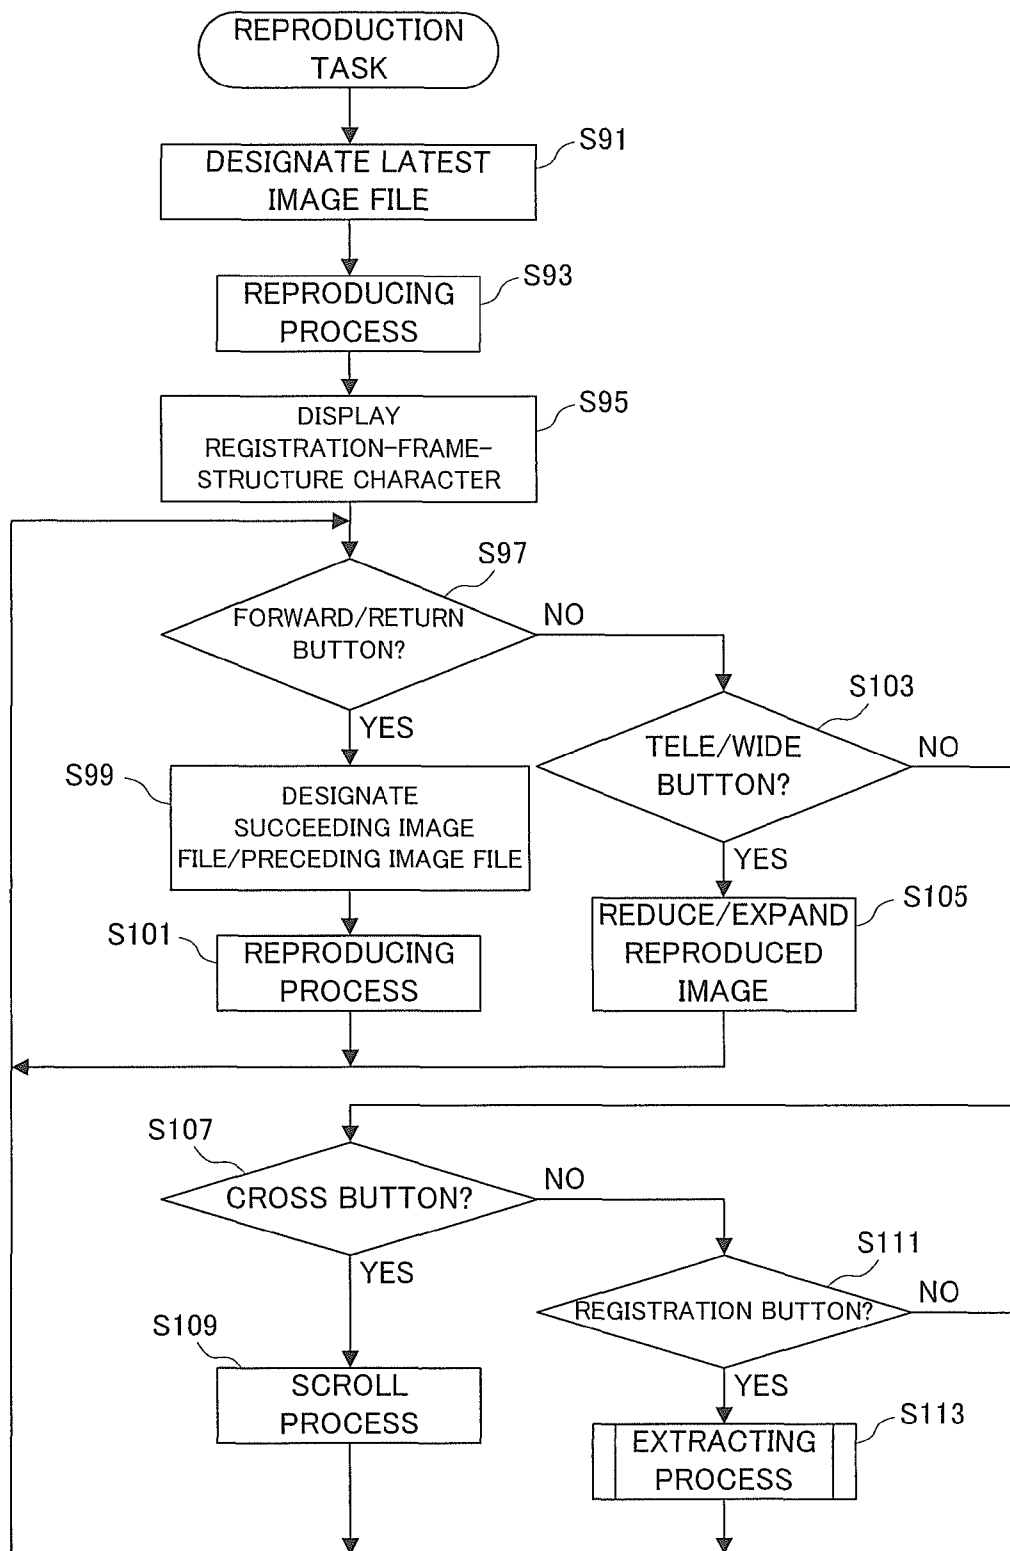 REPRODUCTION
TASK
S91
DESIGNATE LATEST
IMAGE FILE
S93
REPRODUCING
PROCESS
S95
DISPLAY
REGISTRATION-FRAME-
STRUCTURE CHARACTER
S97
FORWARD/RETURN
BUTTON?
NO
YES
S103
TELE/WIDE
BUTTON?
NO
YES
S99
DESIGNATE
SUCCEEDING IMAGE
FILE/PRECEDING IMAGE FILE
S101
REPRODUCING
PROCESS
S105
REDUCE/EXPAND
REPRODUCED
IMAGE
S107
CROSS BUTTON?
NO
YES
S111
REGISTRATION BUTTON?
NO
YES
S109
SCROLL
PROCESS
S113
EXTRACTING
PROCESS